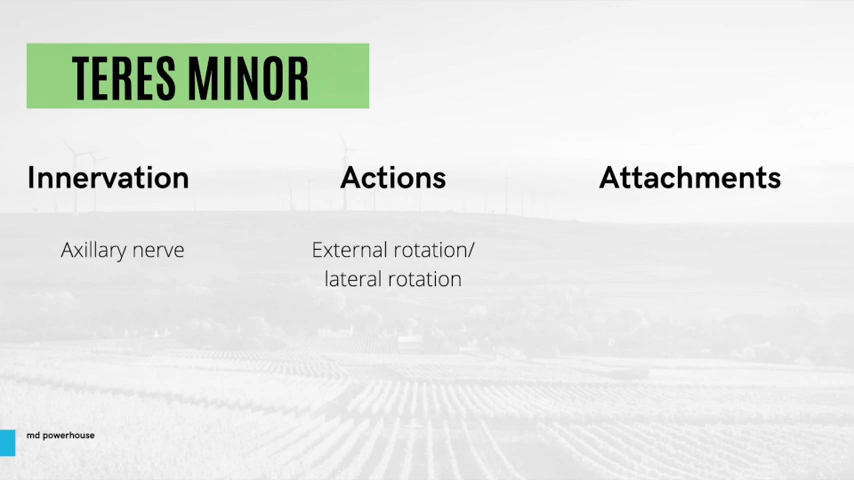 TERES MINOR
Innervation
Actions
Attachments
Axillary nerve
External rotation/
lateral rotation
md powerhouse